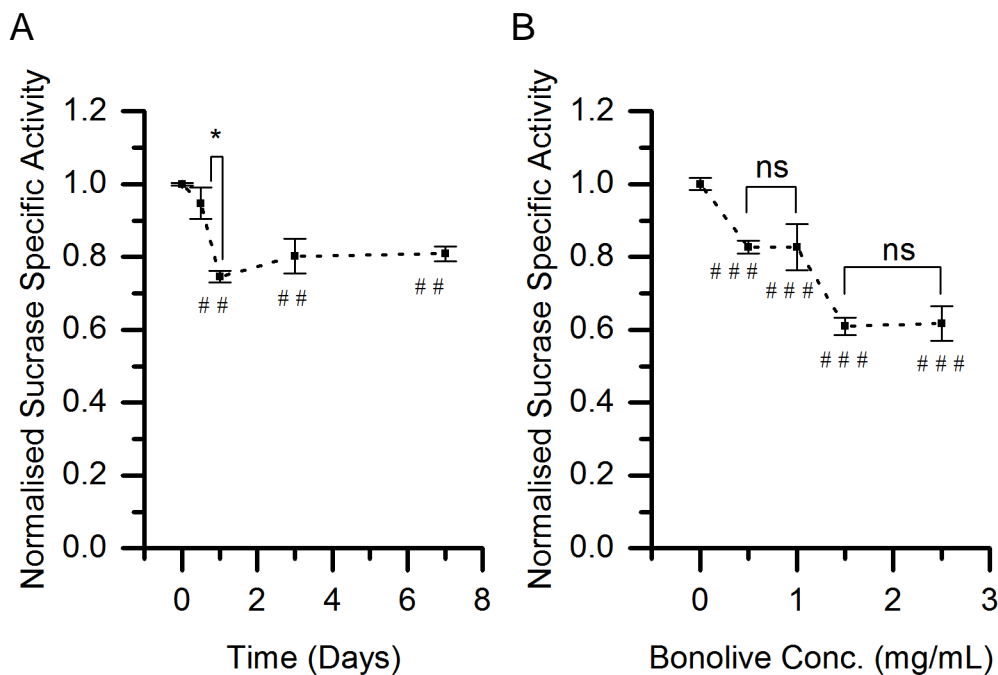 A
Normalised Sucrase Specific Activity
1.2
1.0
0.8
0.6
0.4
0.2
0.0
*
# #
# #
# #
0 2 4 6 8
Time (Days)
B
Normalised Sucrase Specific Activity
1.2
1.0
0.8
0.6
0.4
0.2
0.0
ns
ns
# # #
# # #
# # #
# # #
0 1 2 3
Bonolive Conc. (mg/mL)